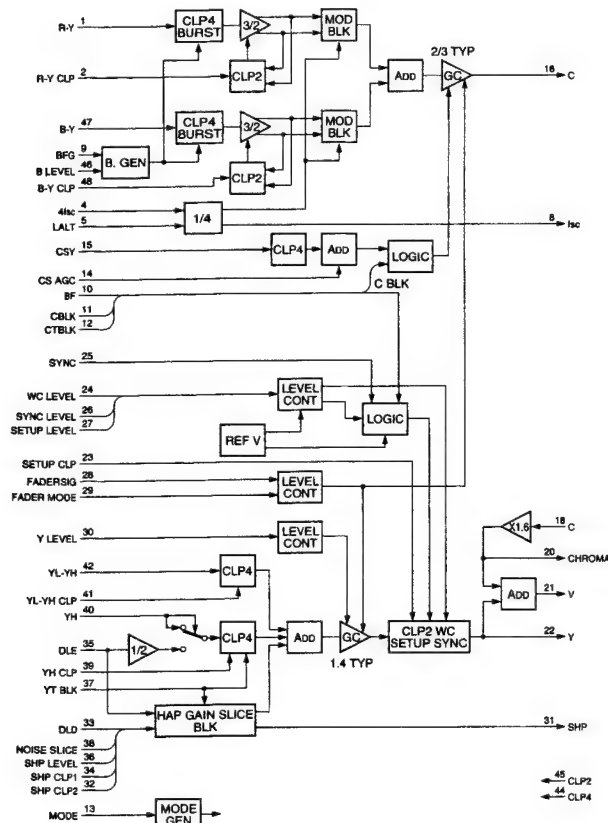 R-Y 1
CLP4 BURST
3/2
MOD BLK
2/3 TYP
R-Y CLP 2
CLP2
ADD
GC
16 C
B-Y 47
CLP4 BURST
3/2
MOD BLK
BFG 9
B LEVEL 46
B. GEN
B-Y CLP 48
CLP2
4fsc 4
LALT 5
1/4
8 fsc
CSY 15
CLP4
ADD
LOGIC
CS AGC 14
C BLK
BF 10
CBLK 11
CTBLK 12
SYNC 25
WC LEVEL 24
LEVEL CONT
SYNC LEVEL 26
SETUP LEVEL 27
LOGIC
REF V
SETUP CLP 23
FADERSIG 28
FADER MODE 29
LEVEL CONT
Y LEVEL 30
LEVEL CONT
X1.6
18 C
20 CHROMA
YL-YH 42
CLP4
YL-YH CLP 41
ADD
21 V
YH 40
DLE 35
1/2
CLP4
ADD
GC
CLP2 WC SETUP SYNC
22 Y
1.4 TYP
YH CLP 39
YT BLK 37
HAP GAIN SLICE BLK
31 SHP
DLD 33
NOISE SLICE 38
SHP LEVEL 36
SHP CLP1 34
SHP CLP2 32
45 CLP2
44 CLP4
MODE 13
MODE GEN